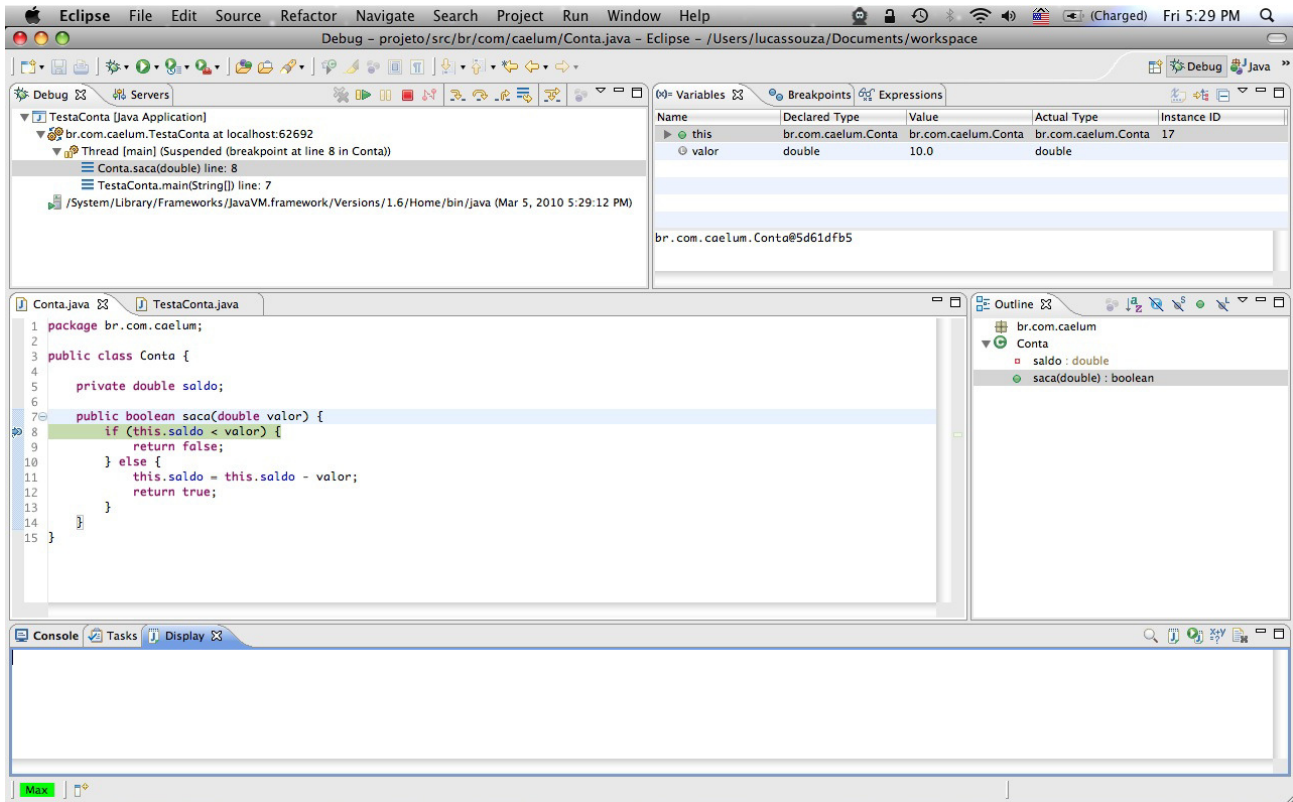 Eclipse File Edit Source Refactor Navigate Search Project Run Window Help (Charged) Fri 5:29 PM
Debug – projeto/src/br/com/caelum/Conta.java – Eclipse – /Users/lucassouza/Documents/workspace
Debug Java »
Debug Servers
TestaConta [Java Application]
br.com.caelum.TestaConta at localhost:62692
Thread [main] (Suspended (breakpoint at line 8 in Conta))
Conta.saca(double) line: 8
TestaConta.main(String[]) line: 7
/System/Library/Frameworks/JavaVM.framework/Versions/1.6/Home/bin/java (Mar 5, 2010 5:29:12 PM)
(x)= Variables Breakpoints Expressions
Name Declared Type Value Actual Type Instance ID
this br.com.caelum.Conta br.com.caelum.Conta br.com.caelum.Conta 17
valor double 10.0 double
br.com.caelum.Conta@5d61dfb5
Conta.java TestaConta.java
1 package br.com.caelum;
2
3 public class Conta {
4
5 private double saldo;
6
7 public boolean saca(double valor) {
8 if (this.saldo < valor) {
9 return false;
10 } else {
11 this.saldo = this.saldo - valor;
12 return true;
13 }
14 }
15 }
Outline
br.com.caelum
Conta
saldo : double
saca(double) : boolean
Console Tasks Display
Max